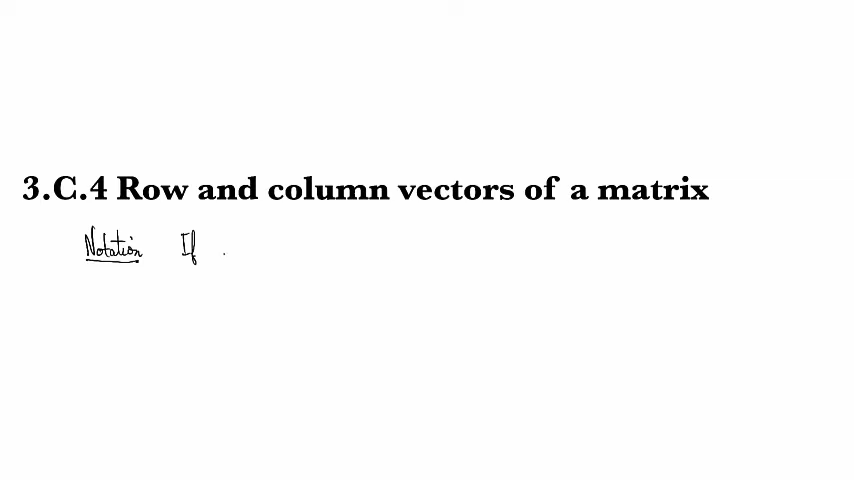 3.C.4 Row and column vectors of a matrix
Notation If